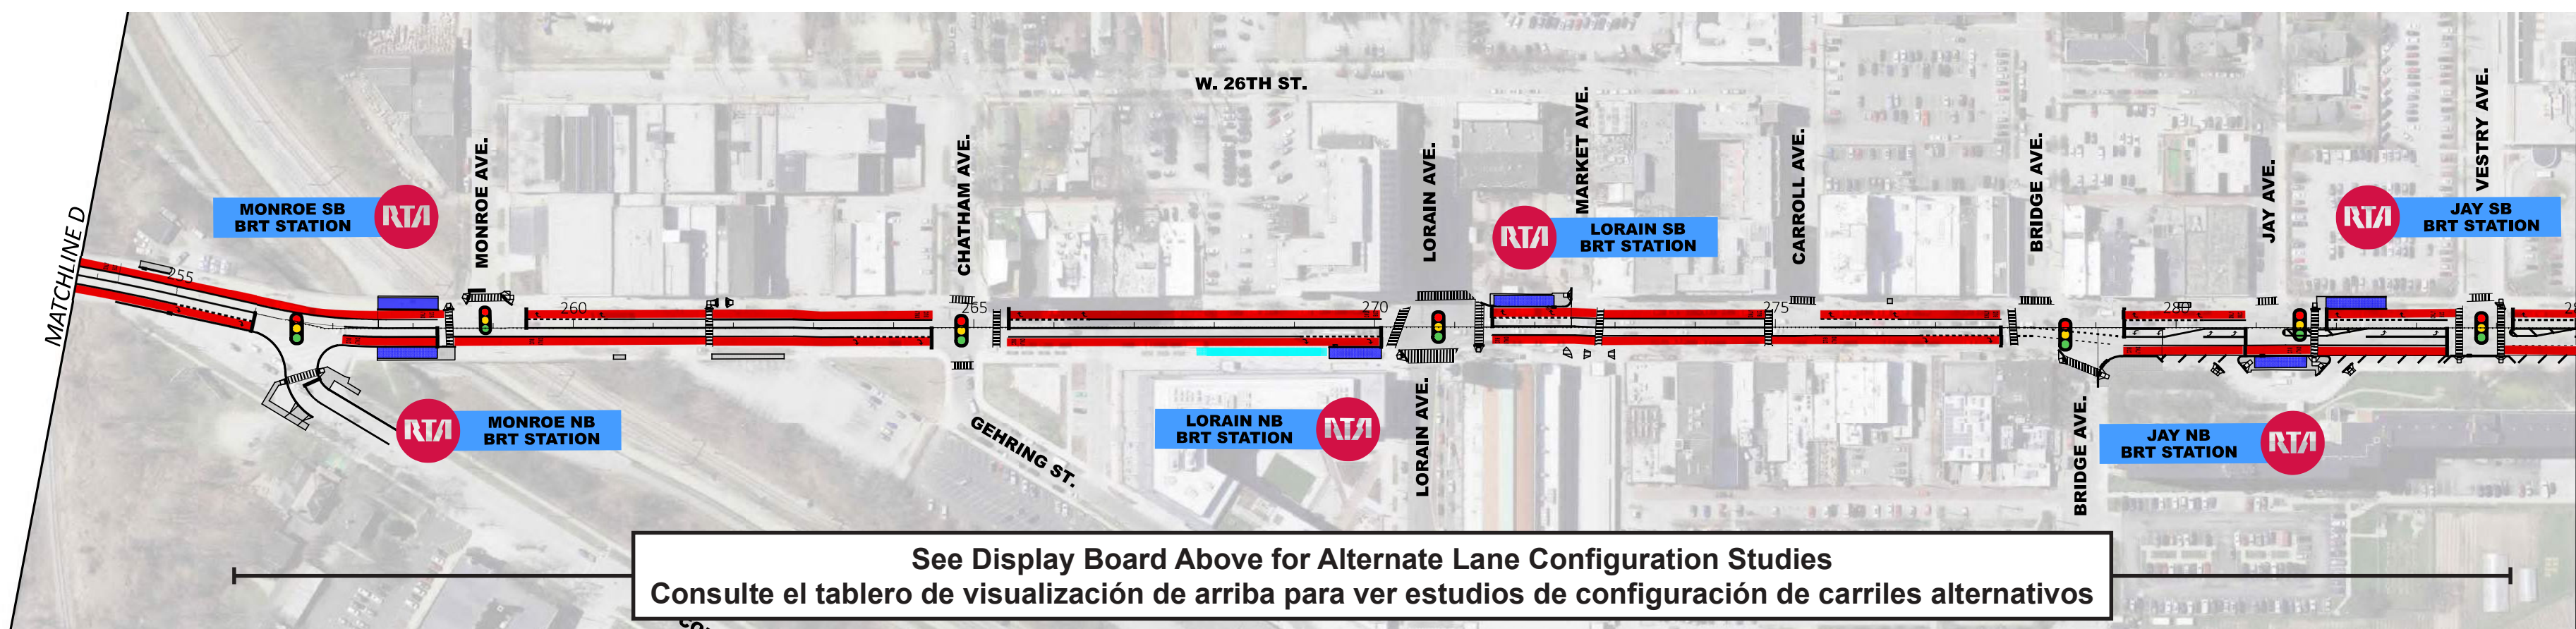 W. 26TH ST.
MATCHLINE D
MONROE SB
BRT STATION
RTA
MONROE AVE.
CHATHAM AVE.
LORAIN AVE.
RTA
LORAIN SB
BRT STATION
MARKET AVE.
CARROLL AVE.
BRIDGE AVE.
JAY AVE.
RTA
JAY SB
BRT STATION
VESTRY AVE.
255
260
265
270
275
280
RTA
MONROE NB
BRT STATION
GEHRING ST.
LORAIN NB
BRT STATION
RTA
LORAIN AVE.
BRIDGE AVE.
JAY NB
BRT STATION
RTA
See Display Board Above for Alternate Lane Configuration Studies
Consulte el tablero de visualización de arriba para ver estudios de configuración de carriles alternativos